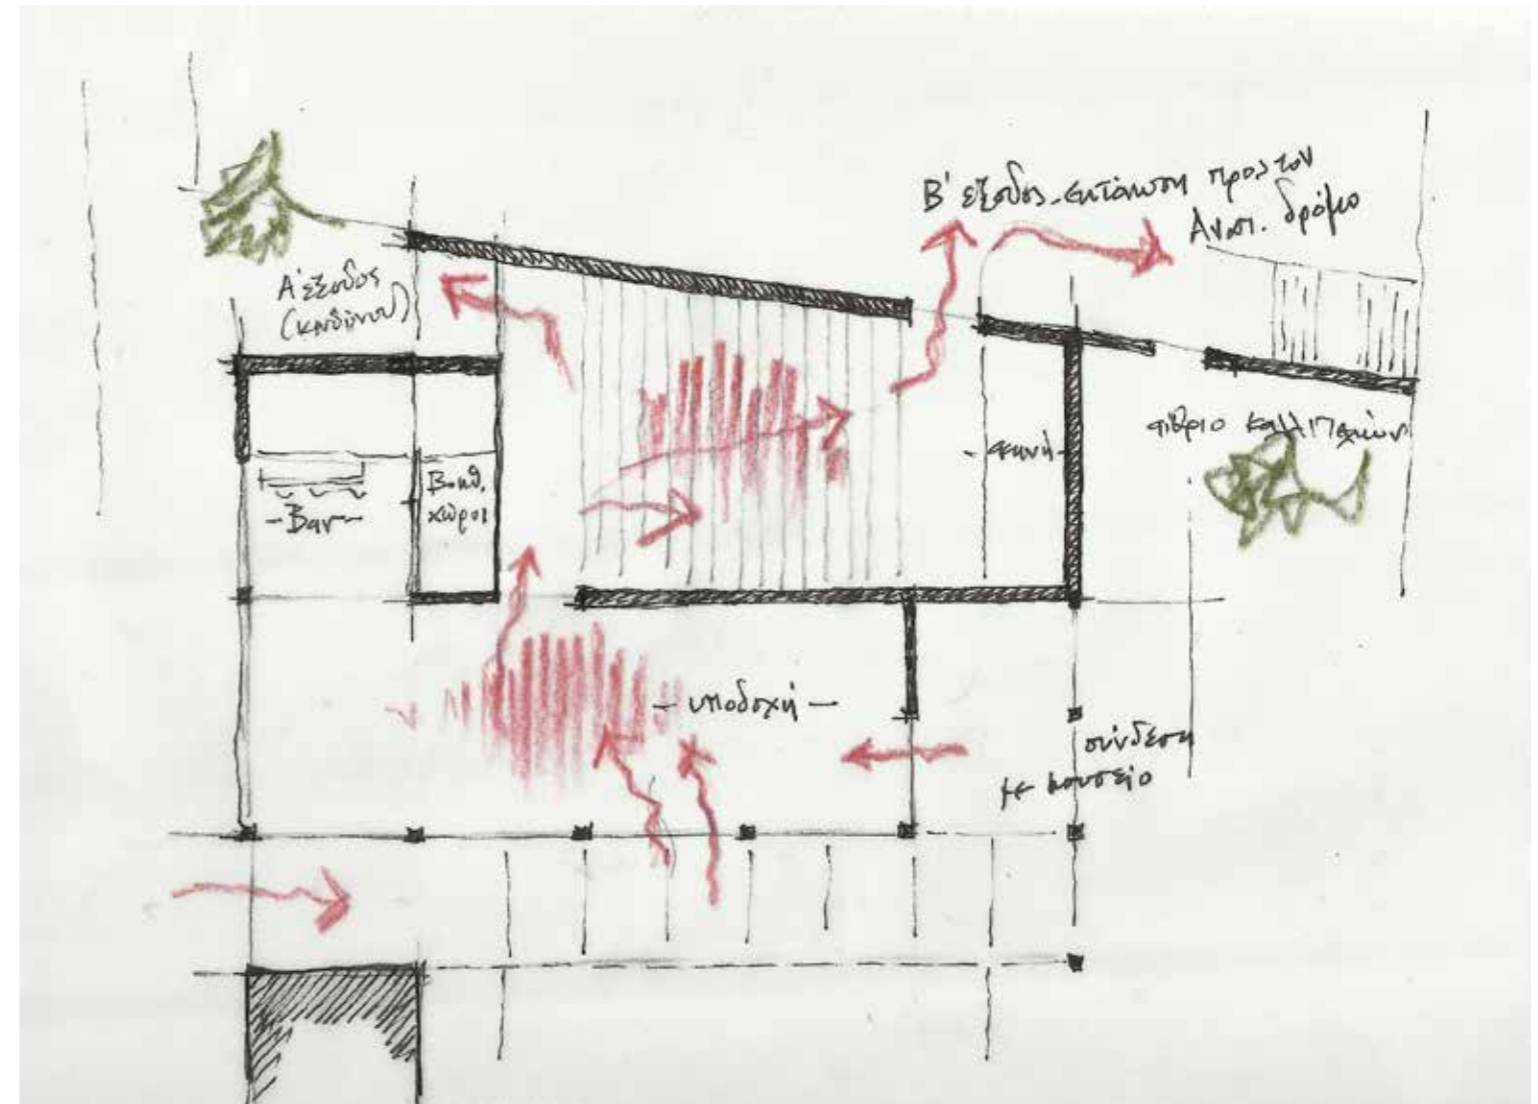 Β' έξοδος - εκτόνωση προς τον
Ανατ. δρόμο
Α' έξοδος
(κινδύνου)
αίθριο καλλιτεχνών
- σκηνή -
Βοηθ.
χώροι
- Bar -
- υποδοχή -
σύνδεση
με μουσείο